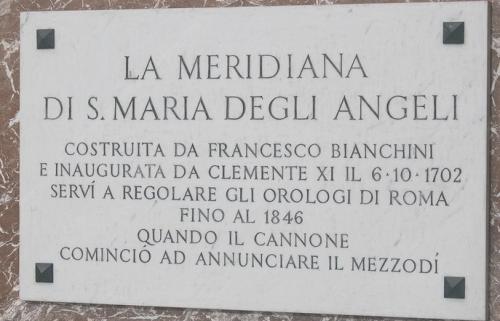 LA MERIDIANA
DI S. MARIA DEGLI ANGELI
COSTRUITA DA FRANCESCO BIANCHINI
E INAUGURATA DA CLEMENTE XI IL 6·10·1702
SERVÍ A REGOLARE GLI OROLOGI DI ROMA
FINO AL 1846
QUANDO IL CANNONE
COMINCIÒ AD ANNUNCIARE IL MEZZODÍ